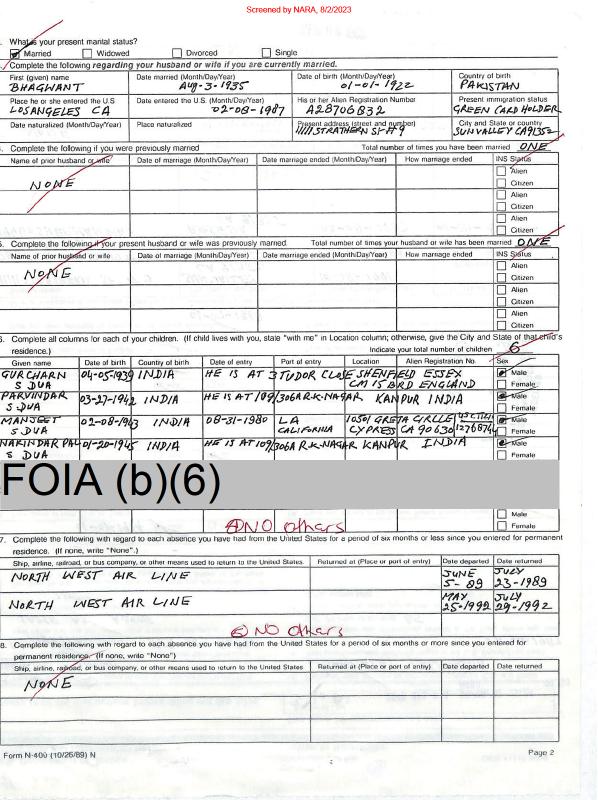 Screened by NARA, 8/2/2023
What is your present marital status?
Married Widowed Divorced Single
Complete the following regarding your husband or wife if you are currently married.
First (given) name Date married (Month/Day/Year) Date of birth (Month/Day/Year) Country of birth
BHAGWANT AUG-3-1935 01-01-1922 PAKISTAN
Place he or she entered the U.S Date entered the U.S. (Month/Day/Year) His or her Alien Registration Number Present immigration status
LOSANGELES CA 02-08-1987 A28706832 GREEN CARD HOLDER
Date naturalized (Month/Day/Year) Place naturalized Present address (street and number) City and State or country
11111 STRATHERN St #9 SUNVALLEY CA91352
Complete the following if you were previously married Total number of times you have been married ONE
Name of prior husband or wife Date of marriage (Month/Day/Year) Date marriage ended (Month/Day/Year) How marriage ended INS Status
NONE
Alien
Citizen
Alien
Citizen
Alien
Citizen
5. Complete the following if your present husband or wife was previously married Total number of times your husband or wife has been married ONE
Name of prior husband or wife Date of marriage (Month/Day/Year) Date marriage ended (Month/Day/Year) How marriage ended INS Status
NONE
Alien
Citizen
Alien
Citizen
Alien
Citizen
6. Complete all columns for each of your children. (If child lives with you, state "with me" in Location column; otherwise, give the City and State of that child's
residence.) Indicate your total number of children 6
Given name Date of birth Country of birth Date of entry Port of entry Location Alien Registration No. Sex
GURCHARN 04-05-1939 INDIA HE IS AT 3 TUDOR CLOSE SHENFIELD ESSEX Male
S DUA CM 15 8RD ENGLAND Female
PARVINDAR 03-27-1942 INDIA HE IS AT 109/306A R.K-NAGAR KANPUR INDIA Male
S DUA Female
MANJEET 02-08-1943 INDIA 08-31-1980 LA 10501 GRETA CIRCLE Male
S DUA CALIFORNIA CYPRESS CA 90630 Female
NARINDAR PAL 01-20-1945 INDIA HE IS AT 109/306A R.K-NAGAR KANPUR INDIA Male
S DUA Female
FOIA (b)(6)
Male
Female
NO others
7. Complete the following with regard to each absence you have had from the United States for a period of six months or less since you entered for permanent
residence. (If none, write "None".)
Ship, airline, railroad, or bus company, or other means used to return to the United States. Returned at (Place or port of entry) Date departed Date returned
NORTH WEST AIR LINE JUNE 5-89 JULY 23-1989
NORTH WEST AIR LINE MAY 25-1992 JULY 29-1992
NO others
8. Complete the following with regard to each absence you have had from the United States for a period of six months or more since you entered for
permanent residence. (If none, write "None")
Ship, airline, railroad, or bus company, or other means used to return to the United States Returned at (Place or port of entry) Date departed Date returned
NONE
Form N-400 (10/26/89) N Page 2